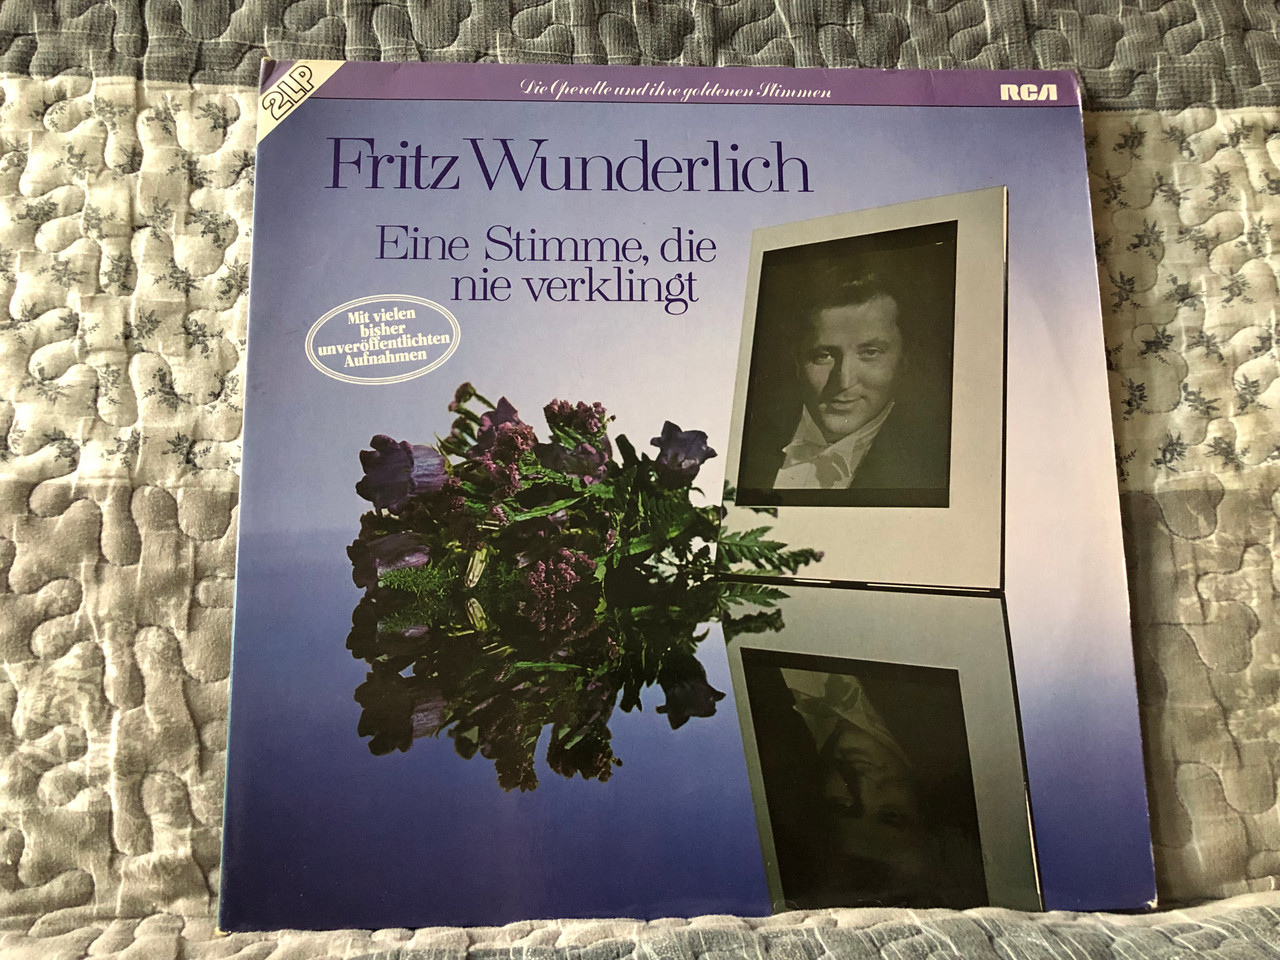 2LP
Die Operette und ihre goldenen Stimmen
RCA
Fritz Wunderlich
Eine Stimme, die
nie verklingt
Mit vielen
bisher
unveröffentlichten
Aufnahmen